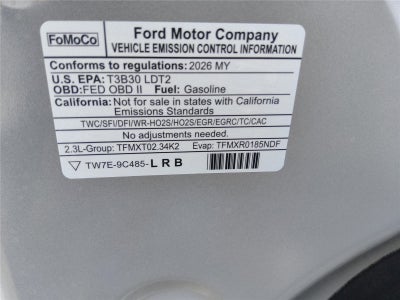 FoMoCo
Ford Motor Company
VEHICLE EMISSION CONTROL INFORMATION
Conforms to regulations: 2026 MY
U.S. EPA: T3B30 LDT2
OBD:FED OBD II Fuel: Gasoline
California: Not for sale in states with California
Emissions Standards
TWC/SFI/DFI/WR-HO2S/HO2S/EGR/EGRC/TC/CAC
No adjustments needed.
2.3L-Group: TFMXT02.34K2 Evap: TFMXR0185NDF
TW7E-9C485-LRB